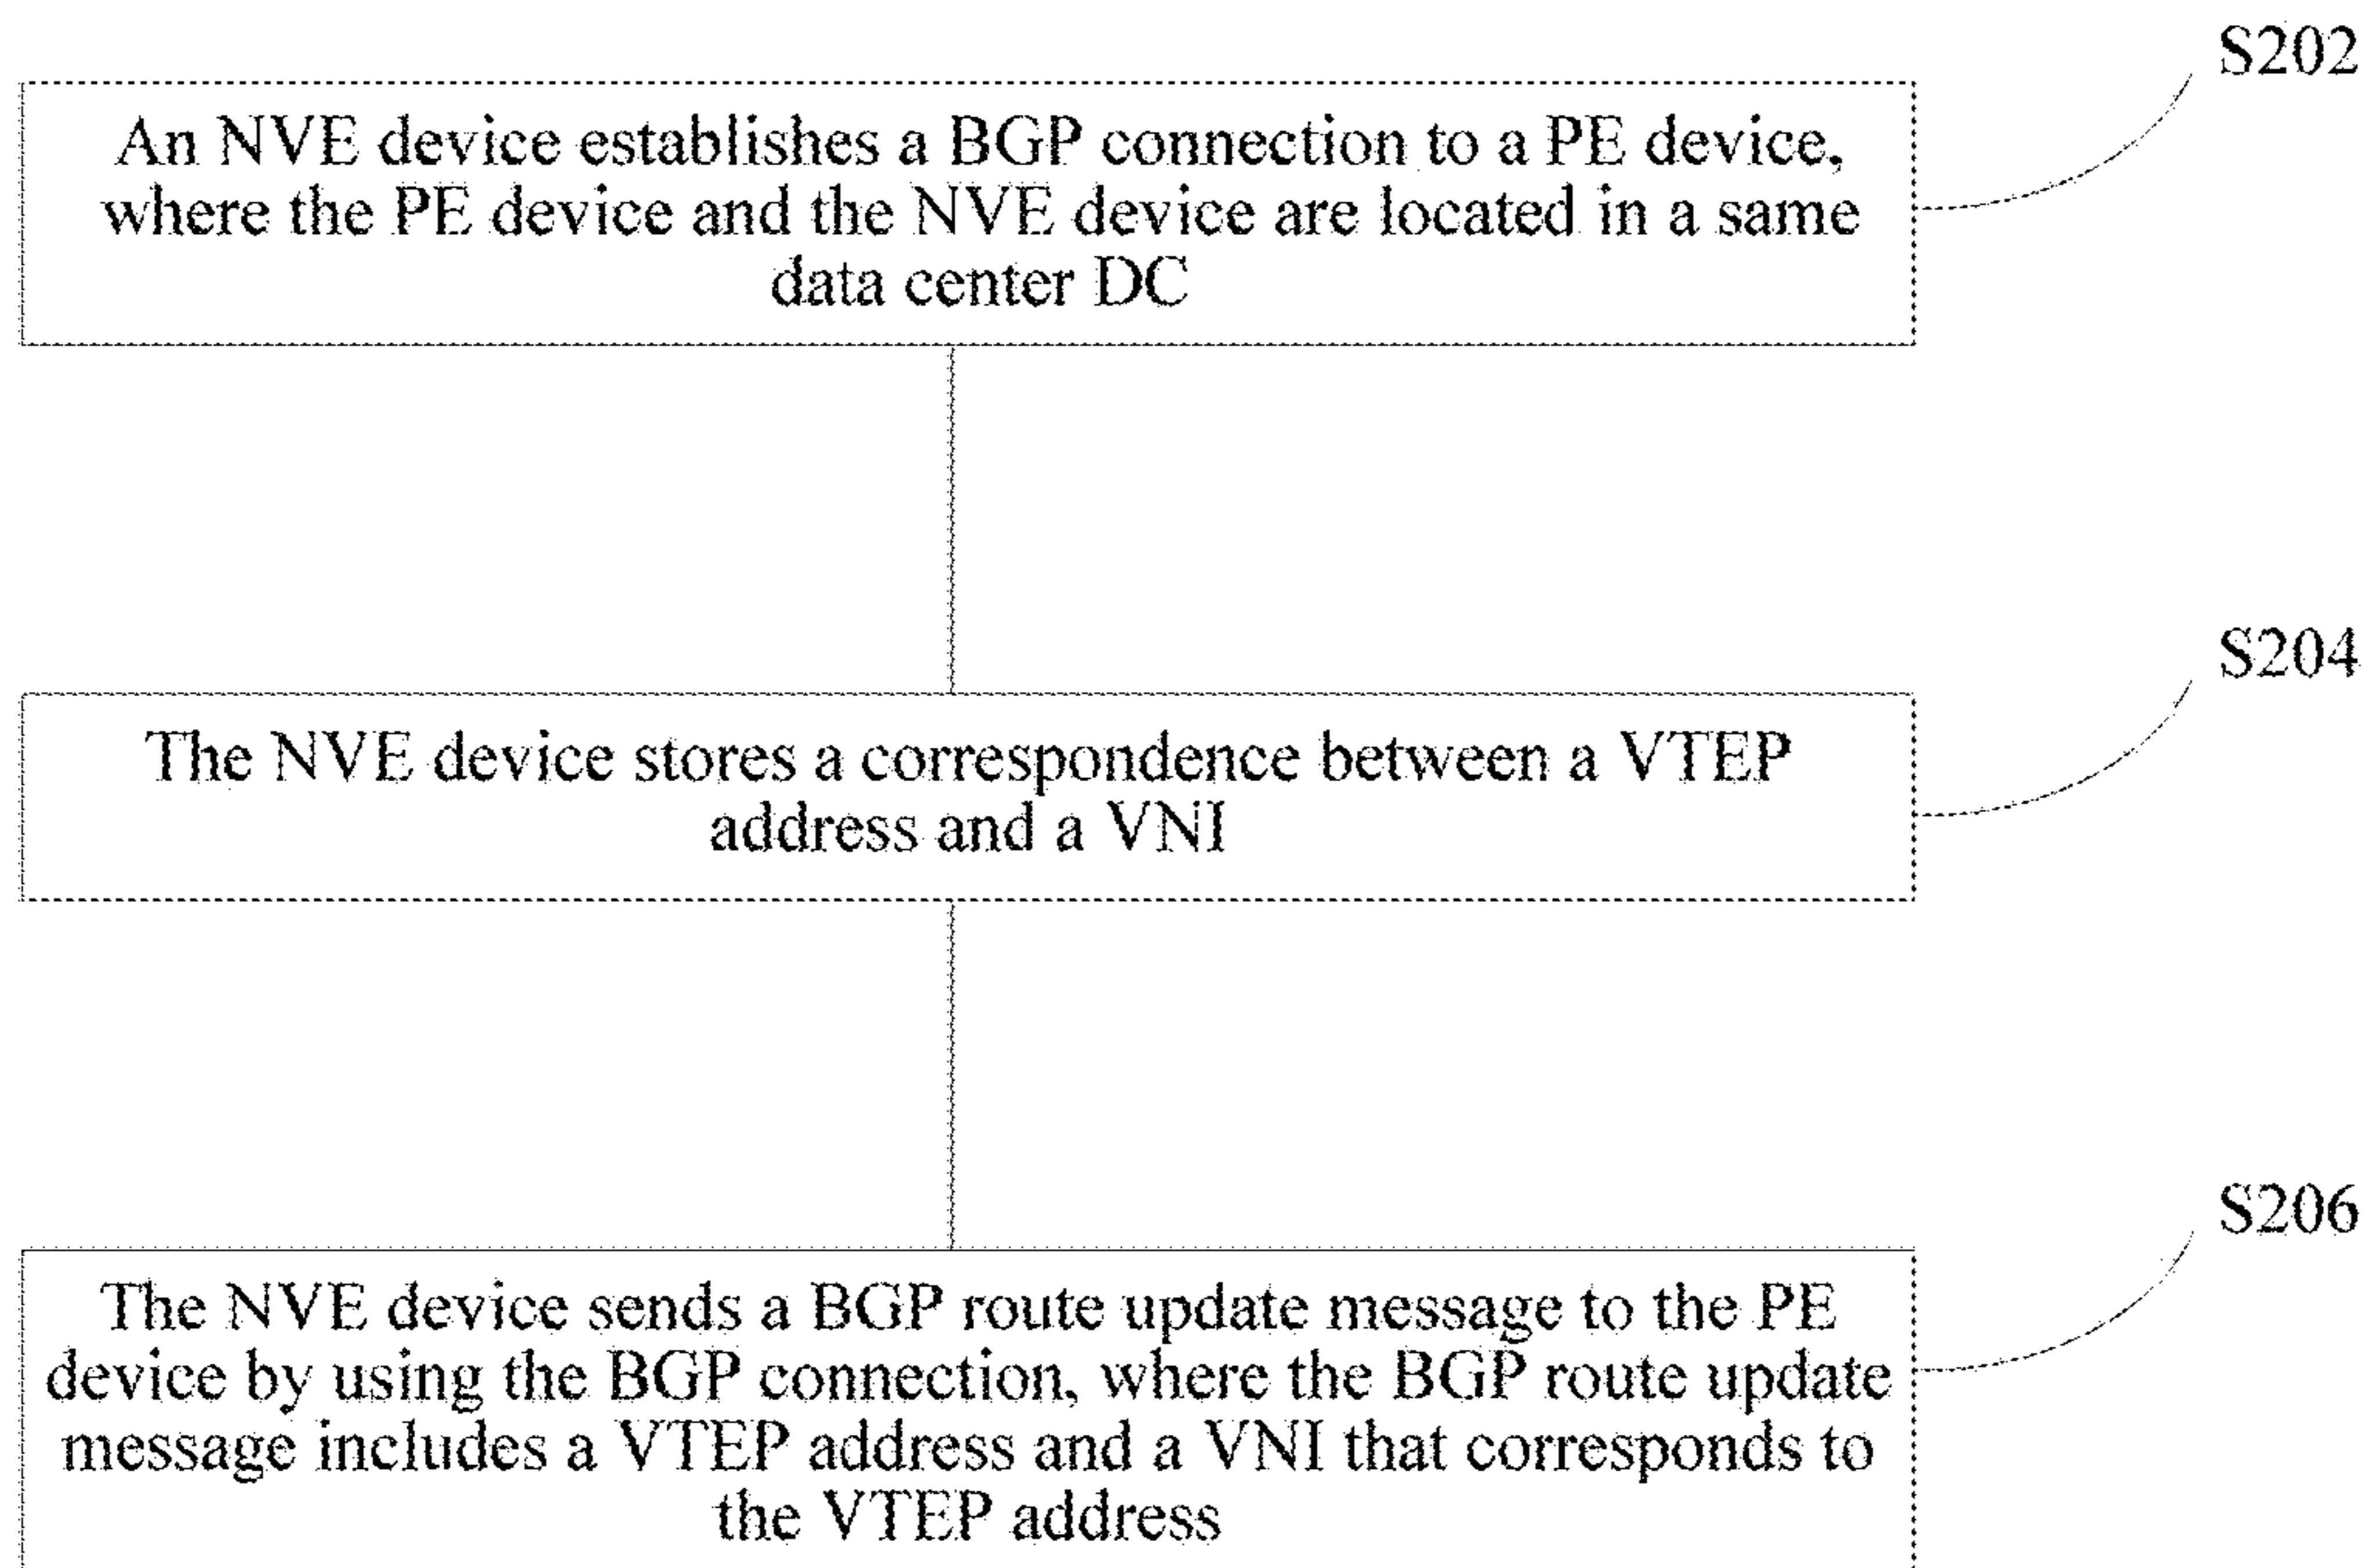 S202
An NVE device establishes a BGP connection to a PE device,
where the PE device and the NVE device are located in a same
data center DC
S204
The NVE device stores a correspondence between a VTEP
address and a VNI
S206
The NVE device sends a BGP route update message to the PE
device by using the BGP connection, where the BGP route update
message includes a VTEP address and a VNI that corresponds to
the VTEP address